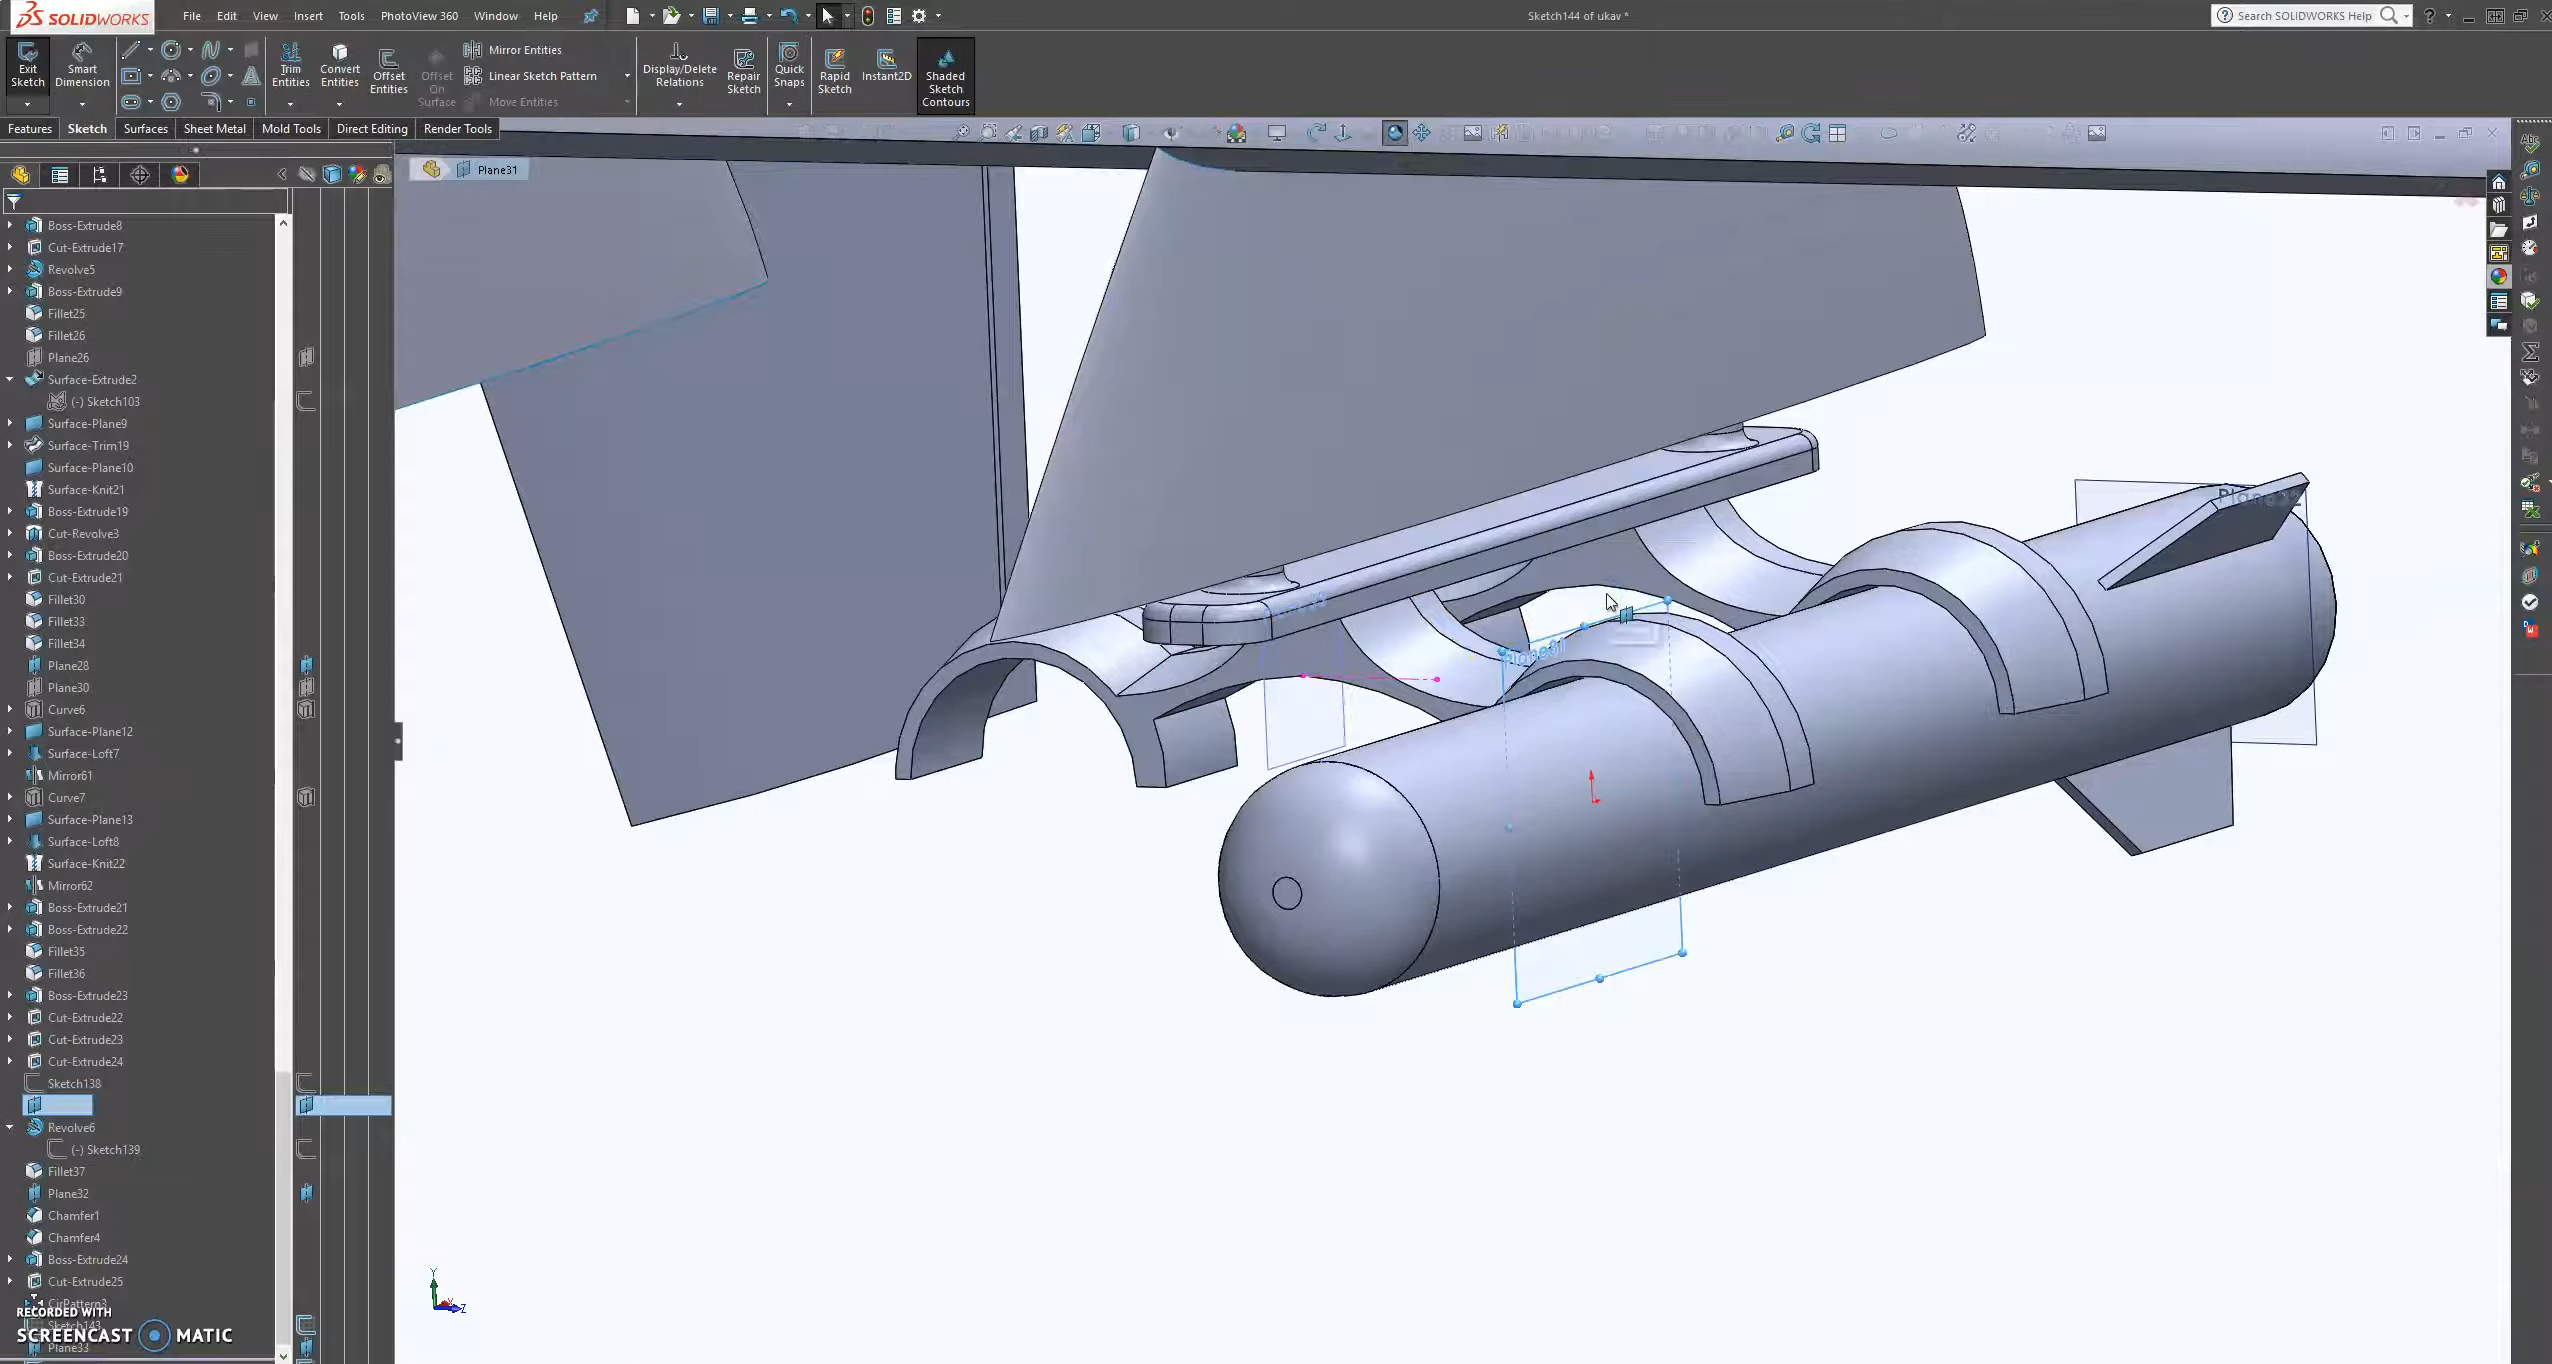 SOLIDWORKS
File Edit View Insert Tools PhotoView 360 Window Help
Sketch144 of ukav *
Search SOLIDWORKS Help
Exit Sketch
Smart Dimension
Trim Entities
Convert Entities
Offset Entities
Offset On Surface
Mirror Entities
Linear Sketch Pattern
Move Entities
Display/Delete Relations
Repair Sketch
Quick Snaps
Rapid Sketch
Instant2D
Shaded Sketch Contours
Features Sketch Surfaces Sheet Metal Mold Tools Direct Editing Render Tools
Plane31
Boss-Extrude8
Cut-Extrude17
Revolve5
Boss-Extrude9
Fillet25
Fillet26
Plane26
Surface-Extrude2
(-) Sketch103
Surface-Plane9
Surface-Trim19
Surface-Plane10
Surface-Knit21
Boss-Extrude19
Cut-Revolve3
Boss-Extrude20
Cut-Extrude21
Fillet30
Fillet33
Fillet34
Plane28
Plane30
Curve6
Surface-Plane12
Surface-Loft7
Mirror61
Curve7
Surface-Plane13
Surface-Loft8
Surface-Knit22
Mirror62
Boss-Extrude21
Boss-Extrude22
Fillet35
Fillet36
Boss-Extrude23
Cut-Extrude22
Cut-Extrude23
Cut-Extrude24
Sketch138
Revolve6
(-) Sketch139
Fillet37
Plane32
Chamfer1
Chamfer4
Boss-Extrude24
Cut-Extrude25
CirPattern3
Sketch143
Plane33
RECORDED WITH
SCREENCAST MATIC
Plane31
Y
Z